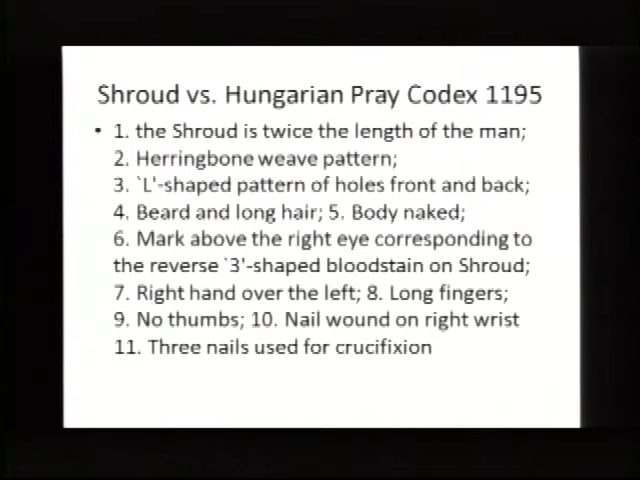 Shroud vs. Hungarian Pray Codex 1195
• 1. the Shroud is twice the length of the man;
2. Herringbone weave pattern;
3. `L'-shaped pattern of holes front and back;
4. Beard and long hair; 5. Body naked;
6. Mark above the right eye corresponding to
the reverse `3'-shaped bloodstain on Shroud;
7. Right hand over the left; 8. Long fingers;
9. No thumbs; 10. Nail wound on right wrist
11. Three nails used for crucifixion